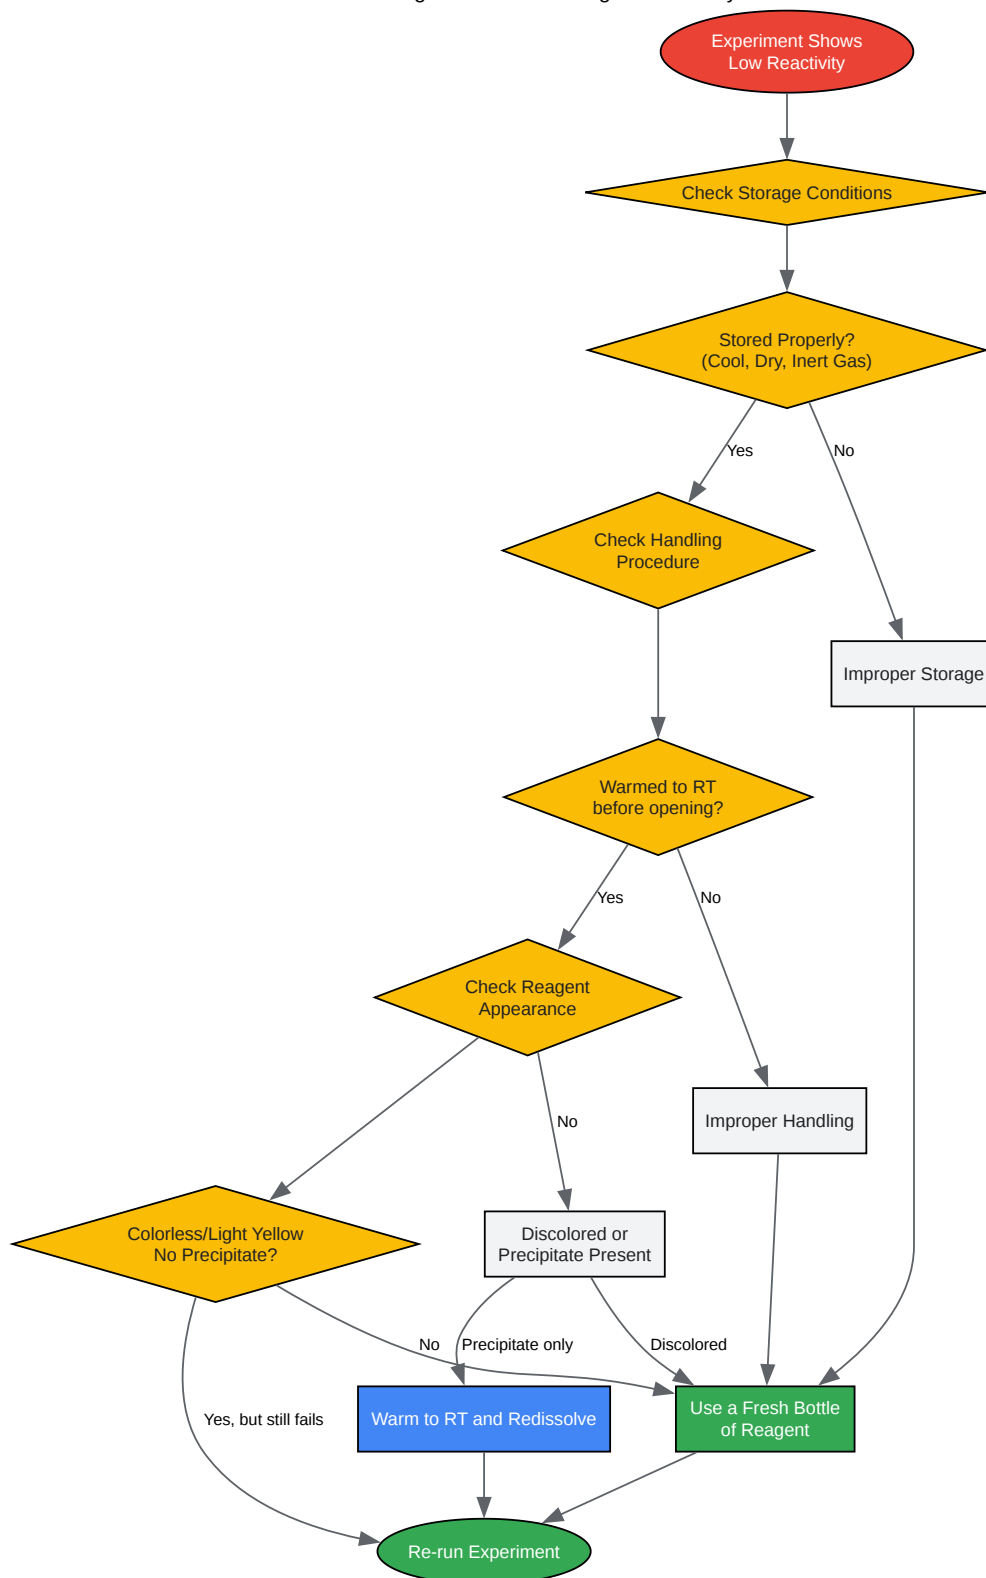 Experiment Shows
Low Reactivity
Check Storage Conditions
Stored Properly?
(Cool, Dry, Inert Gas)
Yes
No
Check Handling
Procedure
Improper Storage
Warmed to RT
before opening?
Yes
No
Check Reagent
Appearance
No
Improper Handling
Colorless/Light Yellow
No Precipitate?
Discolored or
Precipitate Present
No
Precipitate only
Discolored
Yes, but still fails
Warm to RT and Redissolve
Use a Fresh Bottle
of Reagent
Re-run Experiment